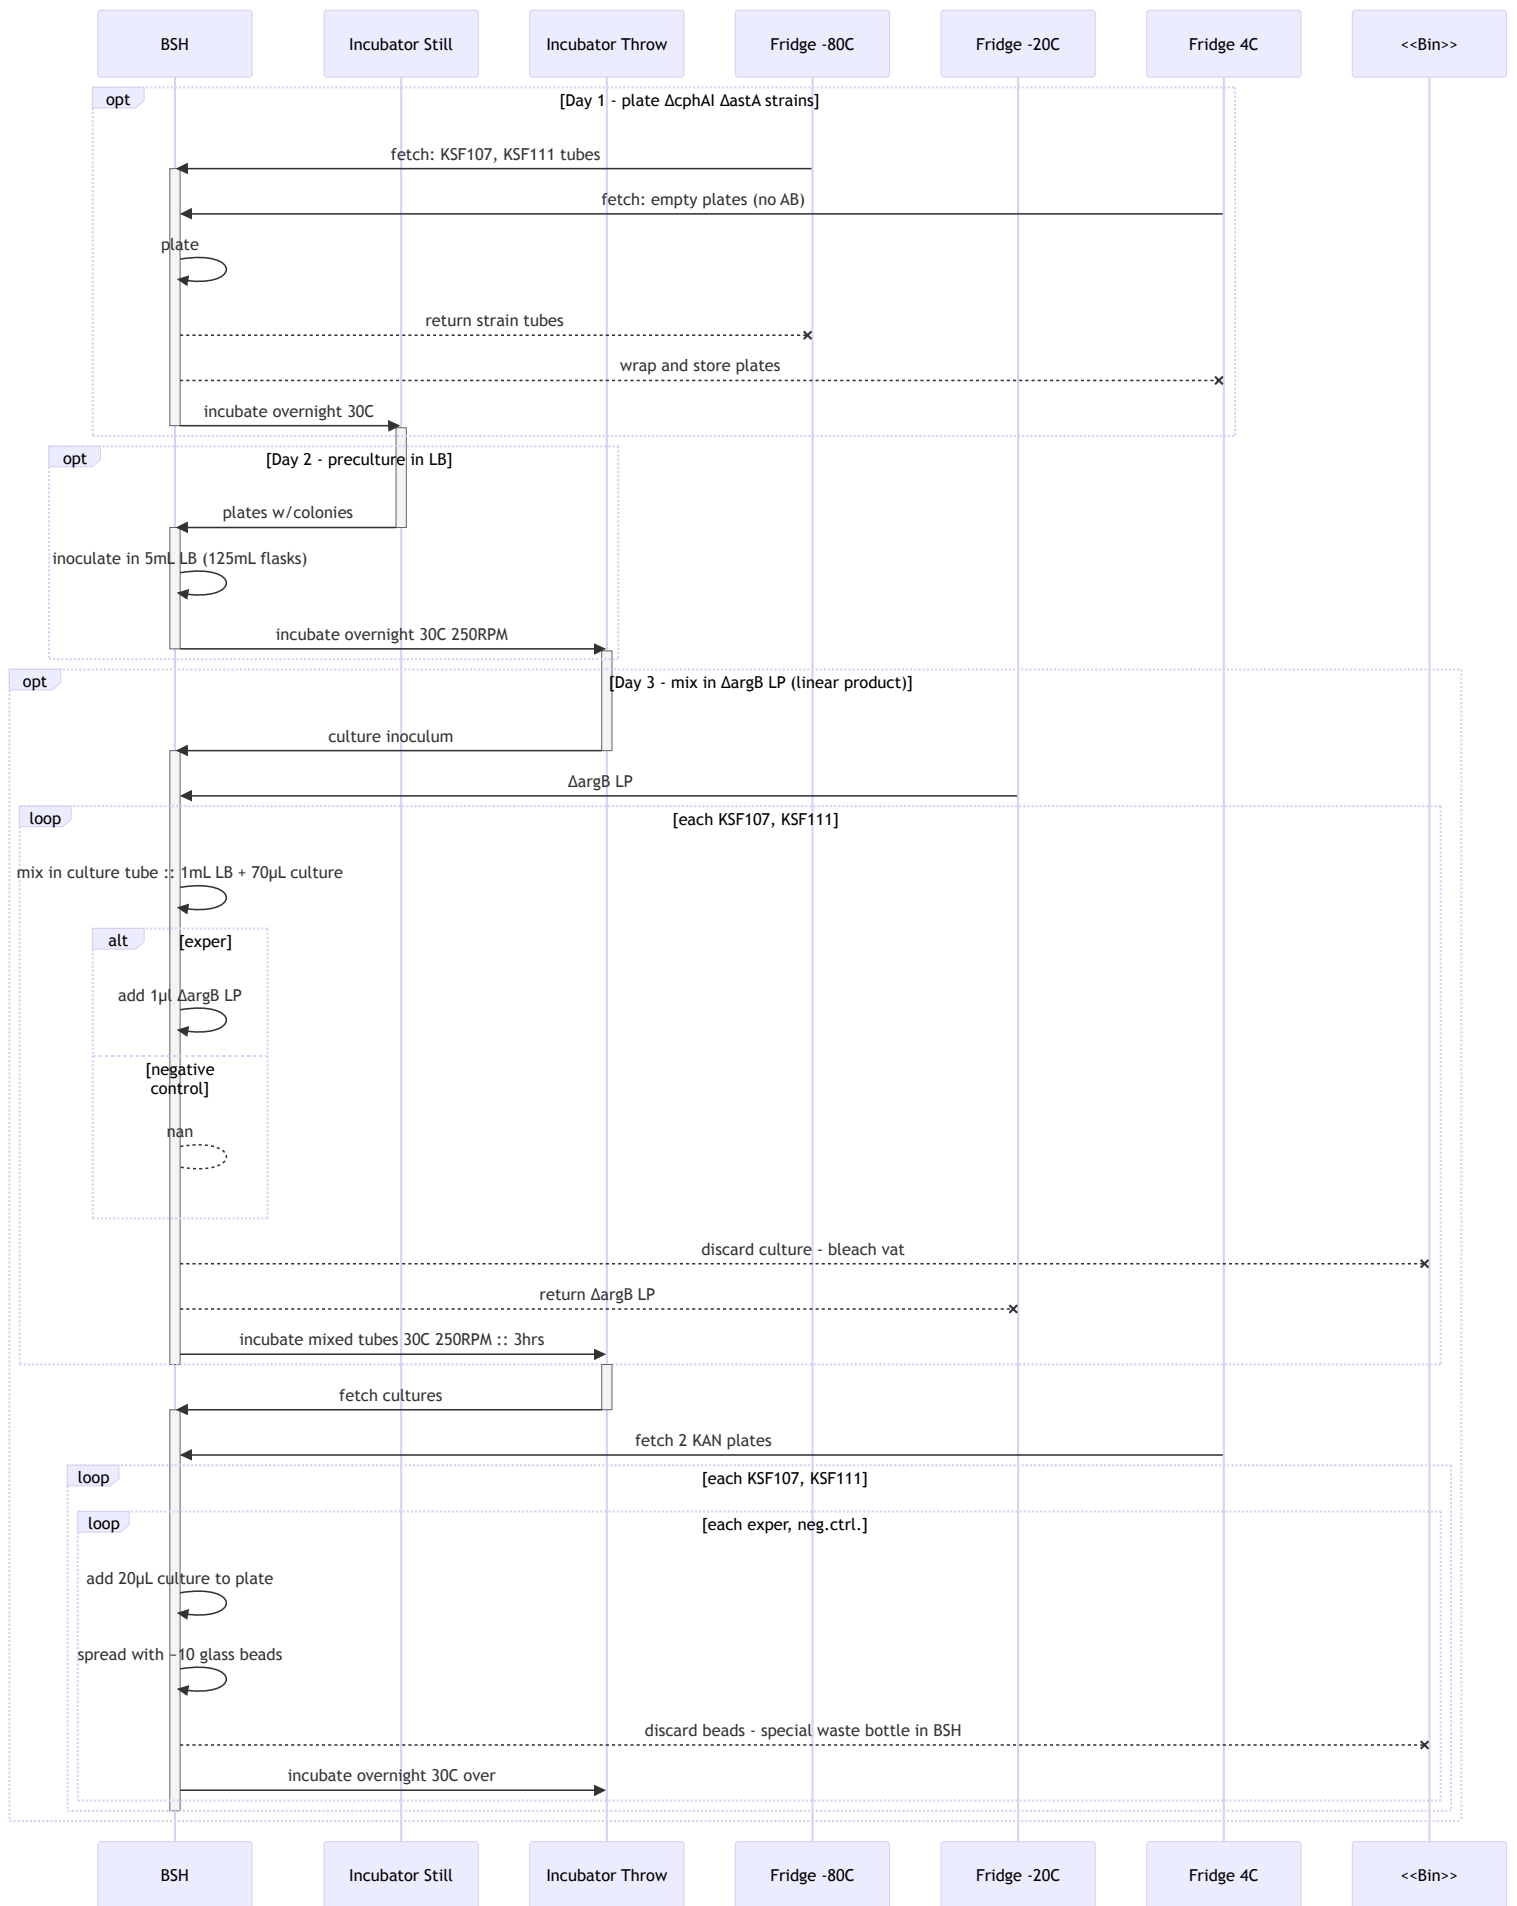 BSH
Incubator Still
Incubator Throw
Fridge -80C
Fridge -20C
Fridge 4C
<<Bin>>
opt
[Day 1 - plate ΔcphAI ΔastA strains]
fetch: KSF107, KSF111 tubes
fetch: empty plates (no AB)
plate
return strain tubes
wrap and store plates
incubate overnight 30C
opt
[Day 2 - preculture in LB]
plates w/colonies
inoculate in 5mL LB (125mL flasks)
incubate overnight 30C 250RPM
opt
[Day 3 - mix in ΔargB LP (linear product)]
culture inoculum
ΔargB LP
loop
[each KSF107, KSF111]
mix in culture tube :: 1mL LB + 70µL culture
alt
[exper]
add 1µl ΔargB LP
[negative
control]
nan
discard culture - bleach vat
return ΔargB LP
incubate mixed tubes 30C 250RPM :: 3hrs
fetch cultures
fetch 2 KAN plates
loop
[each KSF107, KSF111]
loop
[each exper, neg.ctrl.]
add 20µL culture to plate
spread with ~10 glass beads
discard beads - special waste bottle in BSH
incubate overnight 30C over
BSH
Incubator Still
Incubator Throw
Fridge -80C
Fridge -20C
Fridge 4C
<<Bin>>